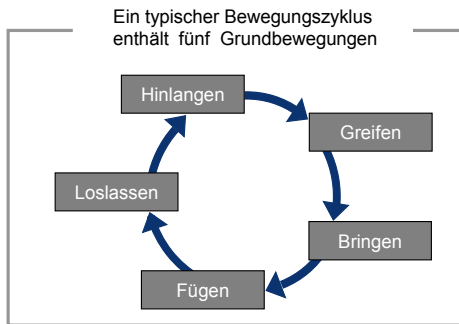 Ein typischer Bewegungszyklus
enthält fünf Grundbewegungen
Hinlangen
Greifen
Bringen
Fügen
Loslassen